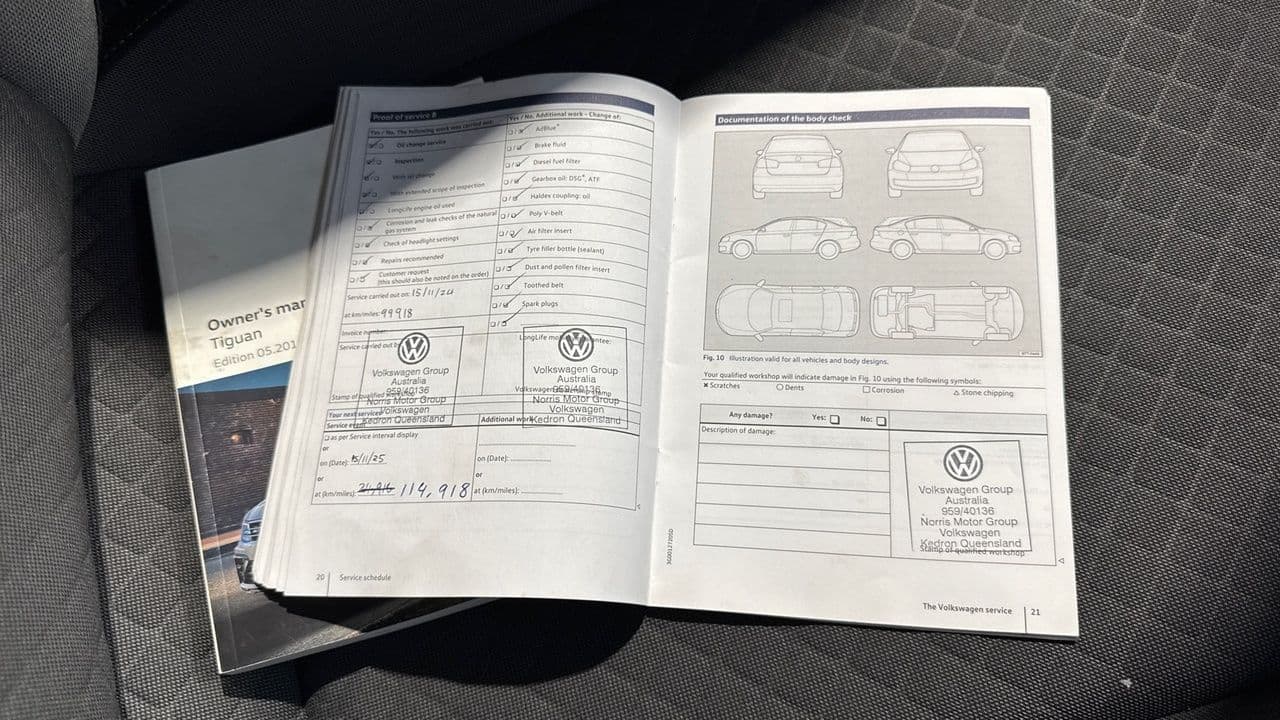 Owner's mar
Tiguan
Edition 05.201
Proof of service 8
Yes / No. The following work was carried out:
Oil change service
Inspection
With oil change
With extended scope of inspection
LongLife engine oil used
Corrosion and leak checks of the natural
gas system
Check of headlight settings
Repairs recommended
Customer request
(this should also be noted on the order)
Service carried out on: 15/11/24
at km/miles: 99918
Invoice number
Service carried out by
Volkswagen Group
Australia
959/40136
Norris Motor Group
Volkswagen
Kedron Queensland
Stamp of qualified
Your next services
Service event
as per Service interval display
or
on (Date): 15/11/25
or
at (km/miles): 114,918
Yes / No. Additional work - Change of:
AdBlue®
Brake fluid
Diesel fuel filter
Gearbox oil: DSG®, ATF
Haldex coupling: oil
Poly V-belt
Air filter insert
Tyre filler bottle (sealant)
Dust and pollen filter insert
Toothed belt
Spark plugs
LongLife mo ntee:
Volkswagen Group
Australia
959/40136
Norris Motor Group
Volkswagen
Kedron Queensland
Volkswagen stamp
Additional work
on (Date):
or
at (km/miles):
20 Service schedule
Documentation of the body check
Fig. 10 Illustration valid for all vehicles and body designs.
Your qualified workshop will indicate damage in Fig. 10 using the following symbols:
✖ Scratches ○ Dents □ Corrosion △ Stone chipping
Any damage? Yes: □ No: □
Description of damage:
Volkswagen Group
Australia
959/40136
Norris Motor Group
Volkswagen
Kedron Queensland
Stamp of qualified workshop
The Volkswagen service 21